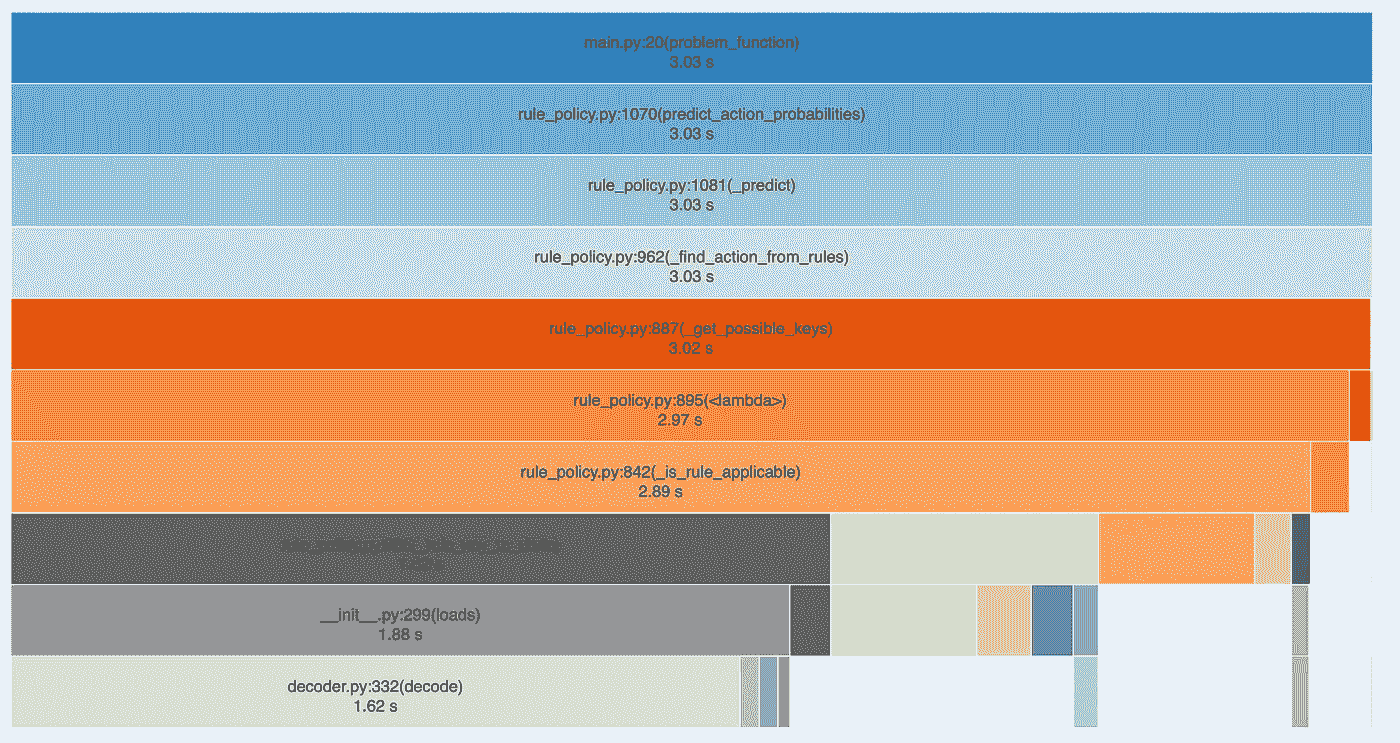 main.py:20(problem_function)
3.03 s
rule_policy.py:1070(predict_action_probabilities)
3.03 s
rule_policy.py:1081(_predict)
3.03 s
rule_policy.py:962(_find_action_from_rules)
3.03 s
rule_policy.py:887(_get_possible_keys)
3.02 s
rule_policy.py:895(<lambda>)
2.97 s
rule_policy.py:842(_is_rule_applicable)
2.89 s
__init__.py:299(loads)
1.88 s
decoder.py:332(decode)
1.62 s